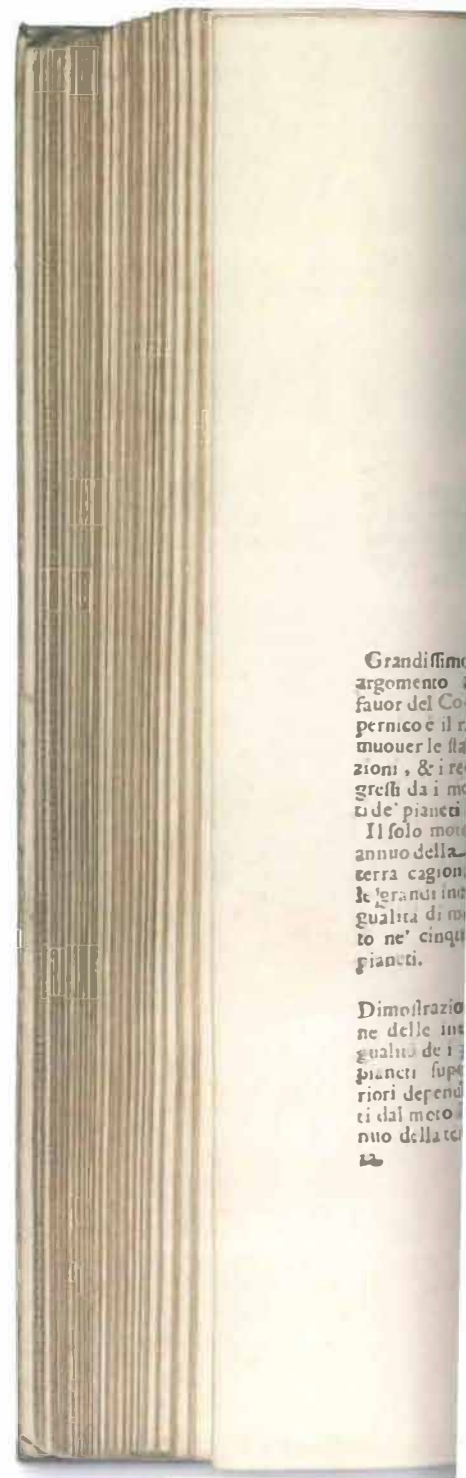 Grandissimo
argomento a
fauor del Co-
pernico è il r
muouer le sta
zioni, & i re
gressi da i mo
ti de' pianeti
Il solo moto
annuo della
terra cagion
le grandi ine
gualità di mo
to ne' cinqu
pianeti.
Dimostrazio
ne delle ine
gualità de i 3
pianeti supe
riori depend
ti dal moto a
nuo della ter
ra